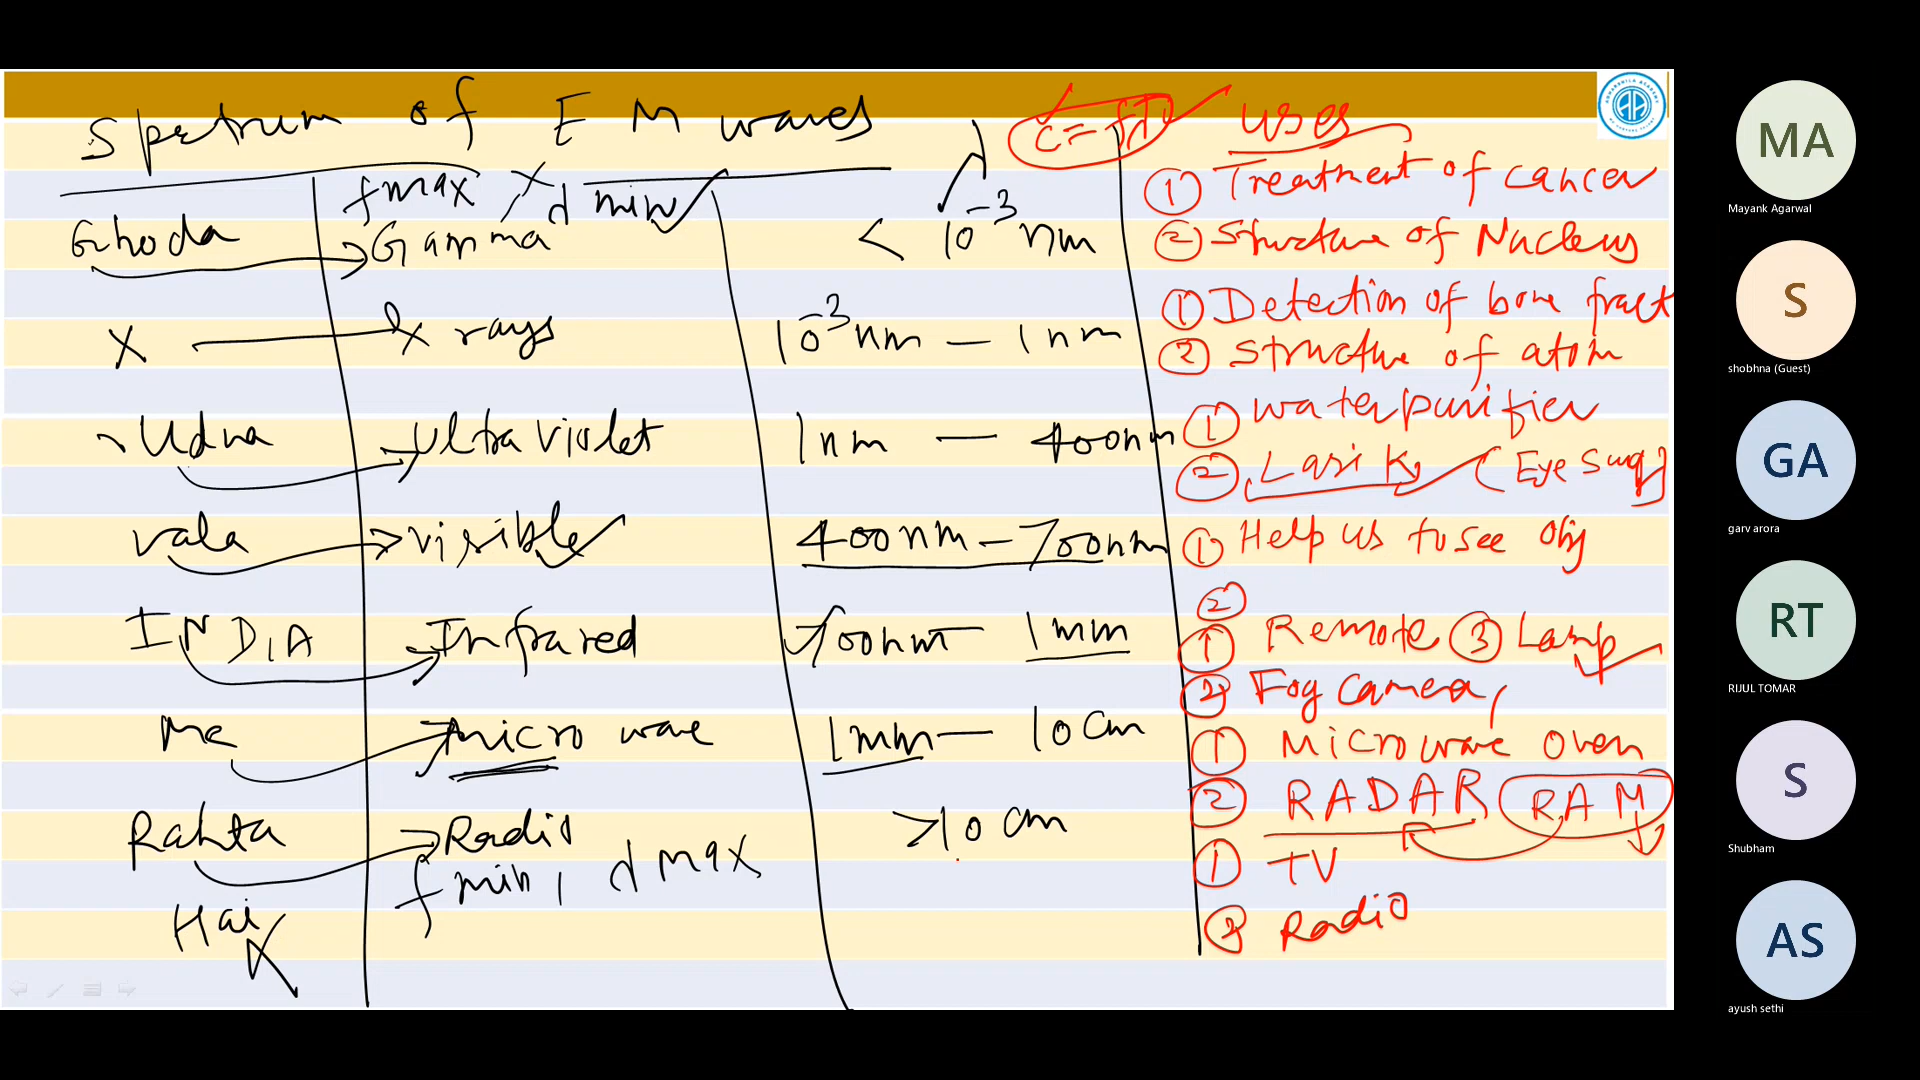 Spectrum of E M waves
c = fλ
uses
fmax, λ min
λ
Ghoda
Gamma
< 10⁻³ nm
① Treatment of cancer
② Structure of Nucleus
X
X rays
10⁻³ nm – 1 nm
① Detection of bone fract
② Structure of atom
Udna
Ultra Violet
1 nm – 400 nm
① water purifier
② Lasik (Eye Surg)
vala
visible
400 nm – 700 nm
① Help us to see Obj
②
INDIA
Infrared
700 nm – 1 mm
① Remote ③ Lamp
② Fog camera,
Me
micro wave
1 mm – 10 cm
① Microwave Oven
② RADAR, RAM
Rahta
Radio
> 10 cm
① TV
② Radio
f min, λ max
Hai
MA
Mayank Agarwal
S
shobhna (Guest)
GA
garv arora
RT
RIJUL TOMAR
S
Shubham
AS
ayush sethi